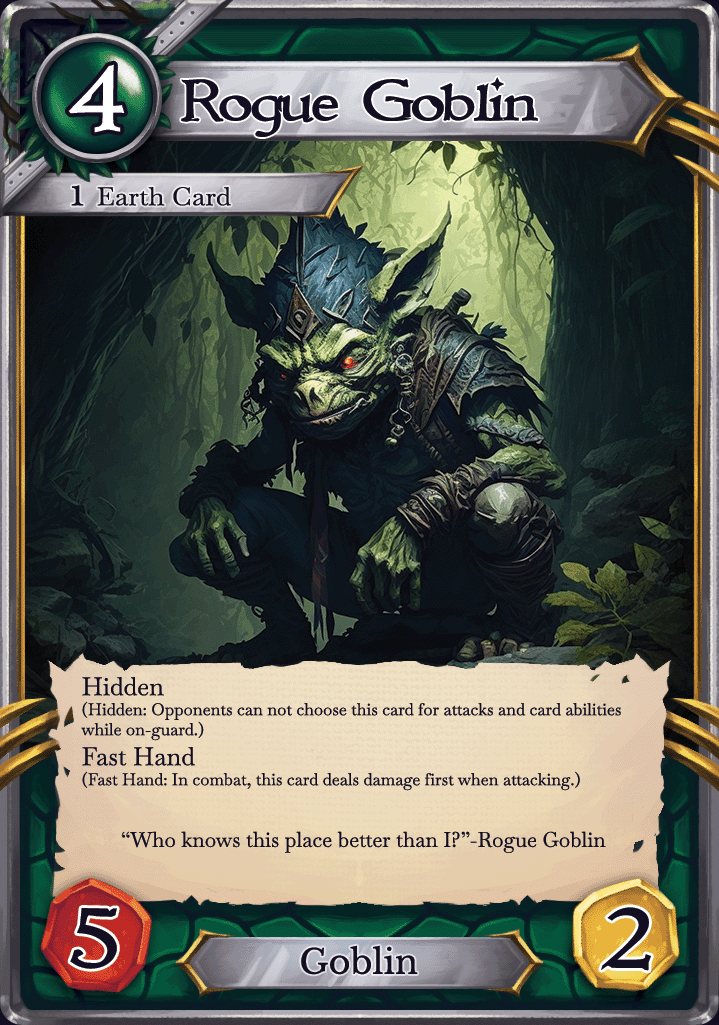 4
Rogue Goblin
1 Earth Card
Hidden
(Hidden: Opponents can not choose this card for attacks and card abilities
while on-guard.)
Fast Hand
(Fast Hand: In combat, this card deals damage first when attacking.)
“Who knows this place better than I?”-Rogue Goblin
5
Goblin
2